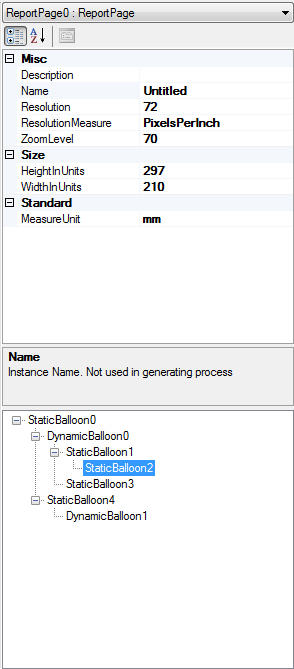 ReportPage0 : ReportPage
A
Z
Misc
Description
Name Untitled
Resolution 72
ResolutionMeasure PixelsPerInch
ZoomLevel 70
Size
HeightInUnits 297
WidthInUnits 210
Standard
MeasureUnit mm
Name
Instance Name. Not used in generating process
StaticBalloon0
DynamicBalloon0
StaticBalloon1
StaticBalloon2
StaticBalloon3
StaticBalloon4
DynamicBalloon1